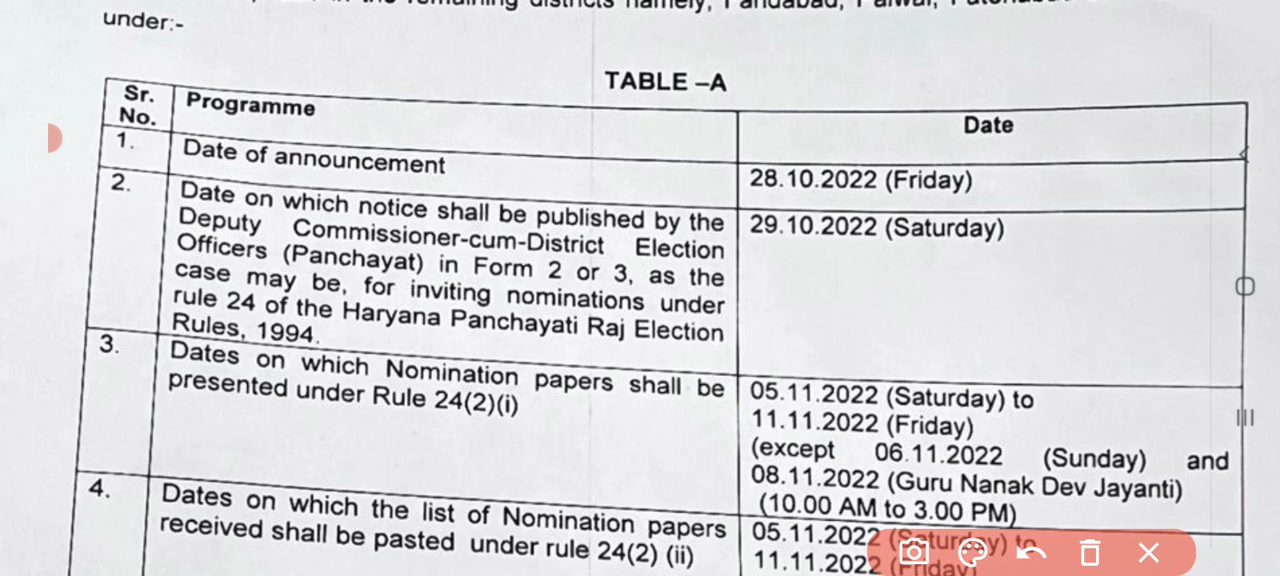 under:-
TABLE –A
Sr. No.
Programme
Date
1.
Date of announcement
28.10.2022 (Friday)
2.
Date on which notice shall be published by the
Deputy Commissioner-cum-District Election
Officers (Panchayat) in Form 2 or 3, as the
case may be, for inviting nominations under
rule 24 of the Haryana Panchayati Raj Election
Rules, 1994.
29.10.2022 (Saturday)
3.
Dates on which Nomination papers shall be
presented under Rule 24(2)(i)
05.11.2022 (Saturday) to
11.11.2022 (Friday)
(except 06.11.2022 (Sunday) and
08.11.2022 (Guru Nanak Dev Jayanti)
(10.00 AM to 3.00 PM)
4.
Dates on which the list of Nomination papers
received shall be pasted under rule 24(2) (ii)
05.11.2022 (Saturday) to
11.11.2022 (Friday)